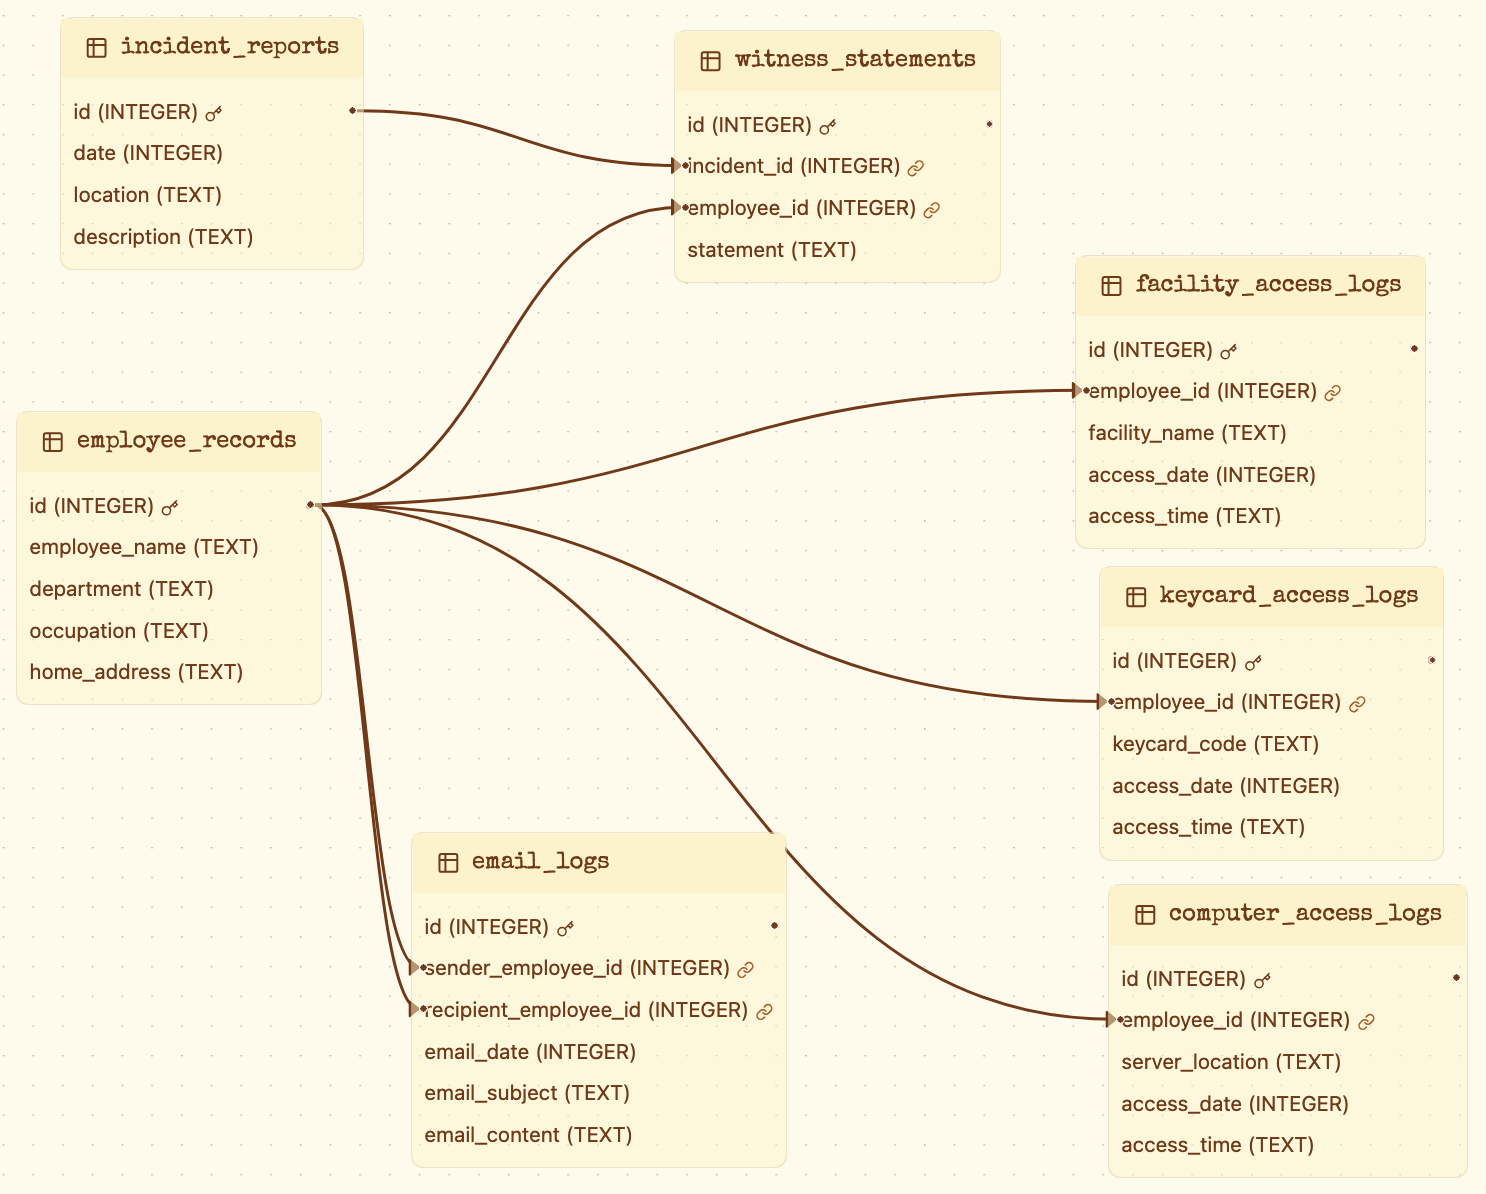 incident_reports
id (INTEGER)
date (INTEGER)
location (TEXT)
description (TEXT)
witness_statements
id (INTEGER)
incident_id (INTEGER)
employee_id (INTEGER)
statement (TEXT)
facility_access_logs
id (INTEGER)
employee_id (INTEGER)
facility_name (TEXT)
access_date (INTEGER)
access_time (TEXT)
employee_records
id (INTEGER)
employee_name (TEXT)
department (TEXT)
occupation (TEXT)
home_address (TEXT)
keycard_access_logs
id (INTEGER)
employee_id (INTEGER)
keycard_code (TEXT)
access_date (INTEGER)
access_time (TEXT)
email_logs
id (INTEGER)
sender_employee_id (INTEGER)
recipient_employee_id (INTEGER)
email_date (INTEGER)
email_subject (TEXT)
email_content (TEXT)
computer_access_logs
id (INTEGER)
employee_id (INTEGER)
server_location (TEXT)
access_date (INTEGER)
access_time (TEXT)